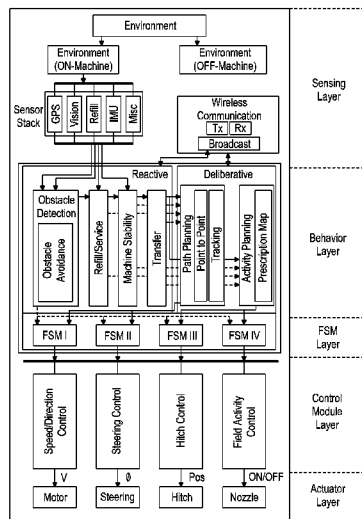 Environment
Environment
(ON-Machine)
Environment
(OFF-Machine)
Sensor
Stack
GPS
Vision
Refill
IMU
Misc
Wireless
Communication
Tx
Rx
Broadcast
Sensing
Layer
Reactive
Deliberative
Obstacle
Detection
Obstacle
Avoidance
Refill/Service
Machine Stability
Transfer
Path Planning
Point to Point
Tracking
Activity Planning
Prescription Map
Behavior
Layer
FSM I
FSM II
FSM III
FSM IV
FSM
Layer
Speed/Direction
Control
Steering Control
Hitch Control
Field Activity
Control
Control
Module
Layer
V
Ø
Pos
ON/OFF
Motor
Steering
Hitch
Nozzle
Actuator
Layer